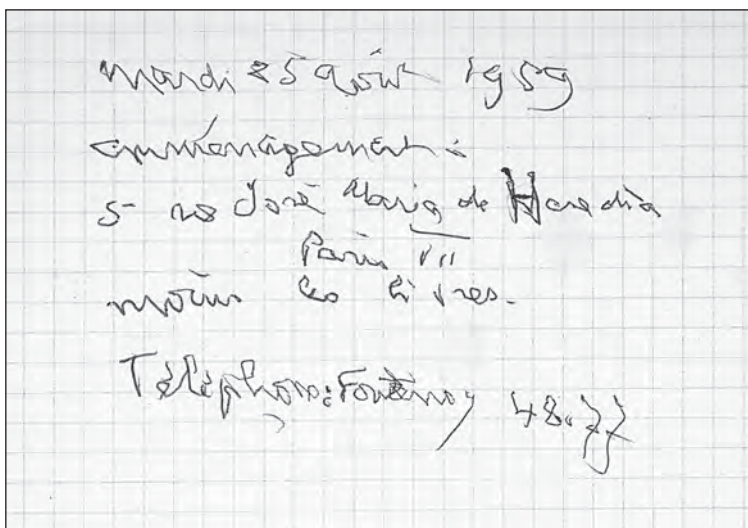 mardi 25 août 1959
emménagement :
5 rue José Maria de Heredia
Paris VII
moins les livres.
Téléphone : Fontenoy 48.77